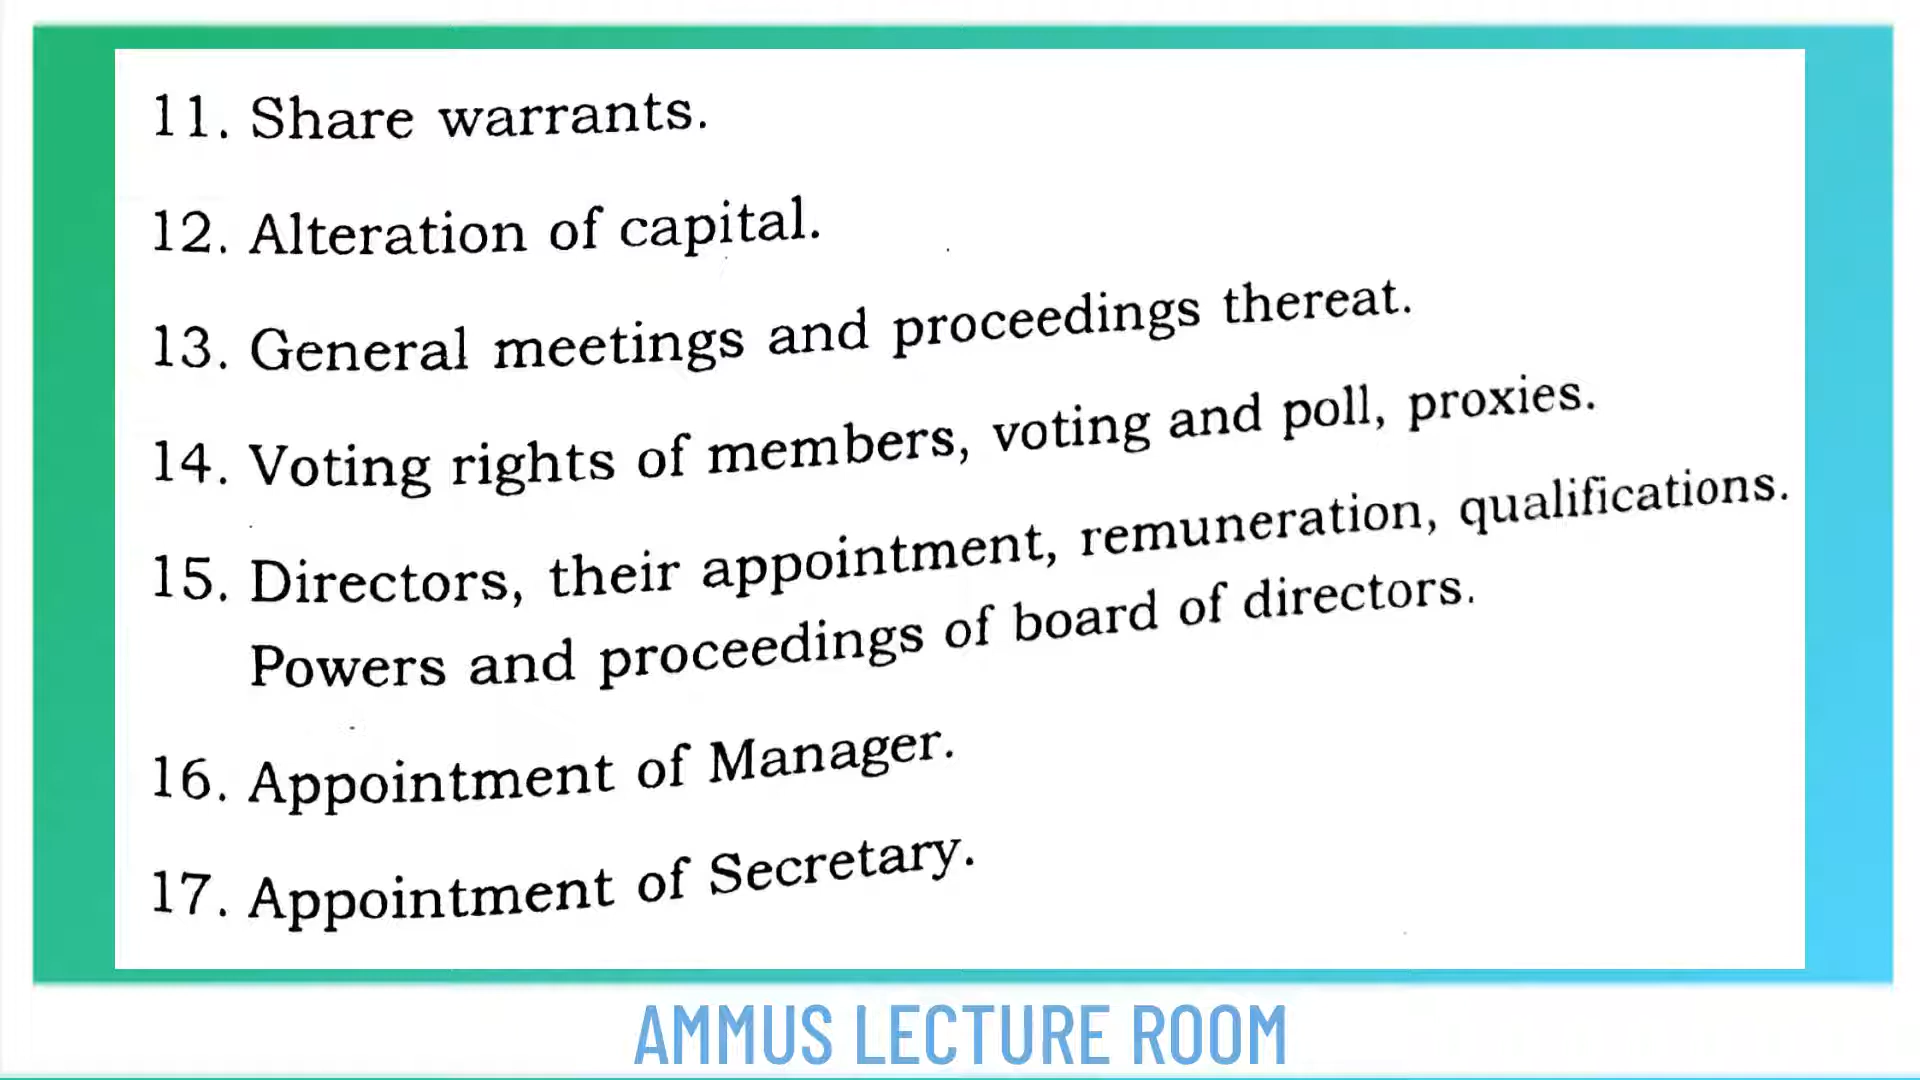 11. Share warrants.
12. Alteration of capital.
13. General meetings and proceedings thereat.
14. Voting rights of members, voting and poll, proxies.
15. Directors, their appointment, remuneration, qualifications.
Powers and proceedings of board of directors.
16. Appointment of Manager.
17. Appointment of Secretary.
AMMUS LECTURE ROOM